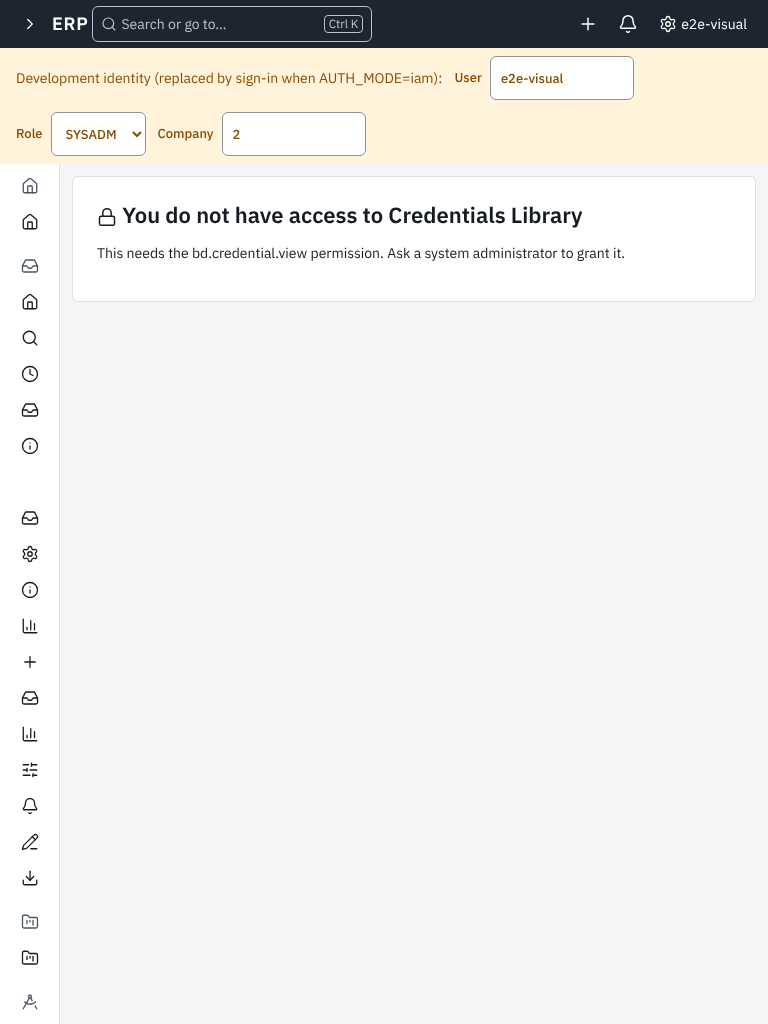 ERP Search or go to... Ctrl K e2e-visual
Development identity (replaced by sign-in when AUTH_MODE=iam): User e2e-visual
Role SYSADM Company 2
You do not have access to Credentials Library
This needs the bd.credential.view permission. Ask a system administrator to grant it.